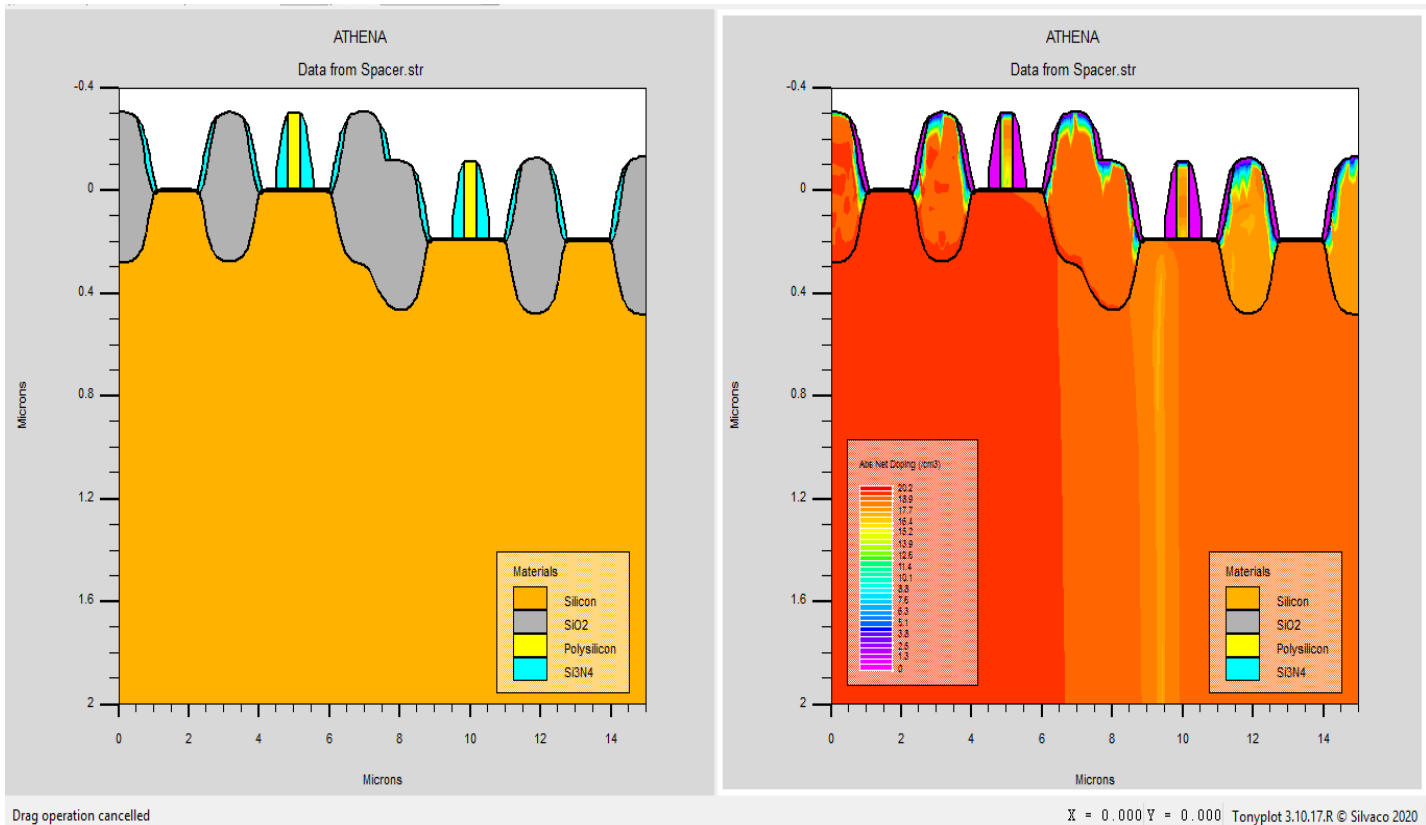 ATHENA
Data from Spacer.str
-0.4
0
0.4
0.8
1.2
1.6
2
Microns
0
2
4
6
8
10
12
14
Microns
Materials
Silicon
SiO2
Polysilicon
Si3N4
ATHENA
Data from Spacer.str
-0.4
0
0.4
0.8
1.2
1.6
2
Microns
0
2
4
6
8
10
12
14
Microns
Abs Net Doping (/cm3)
20.2
18.9
17.7
16.4
15.2
13.9
12.6
11.4
10.1
8.8
7.6
6.3
5.1
3.8
2.5
1.3
0
Materials
Silicon
SiO2
Polysilicon
Si3N4
Drag operation cancelled
X = 0.000 Y = 0.000 Tonyplot 3.10.17.R © Silvaco 2020